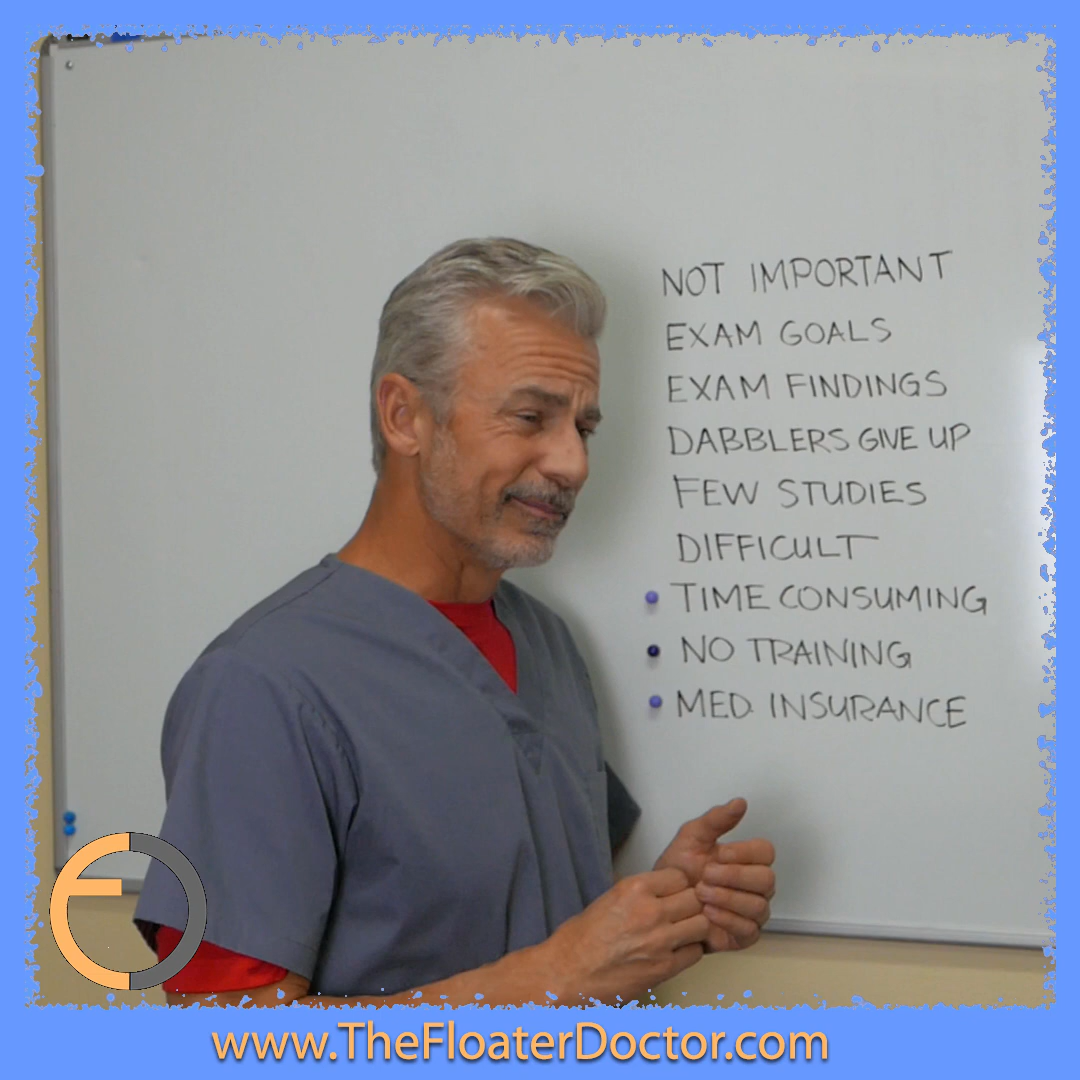 NOT IMPORTANT
EXAM GOALS
EXAM FINDINGS
DABBLERS GIVE UP
FEW STUDIES
DIFFICULT
TIME CONSUMING
NO TRAINING
MED. INSURANCE
www.TheFloaterDoctor.com